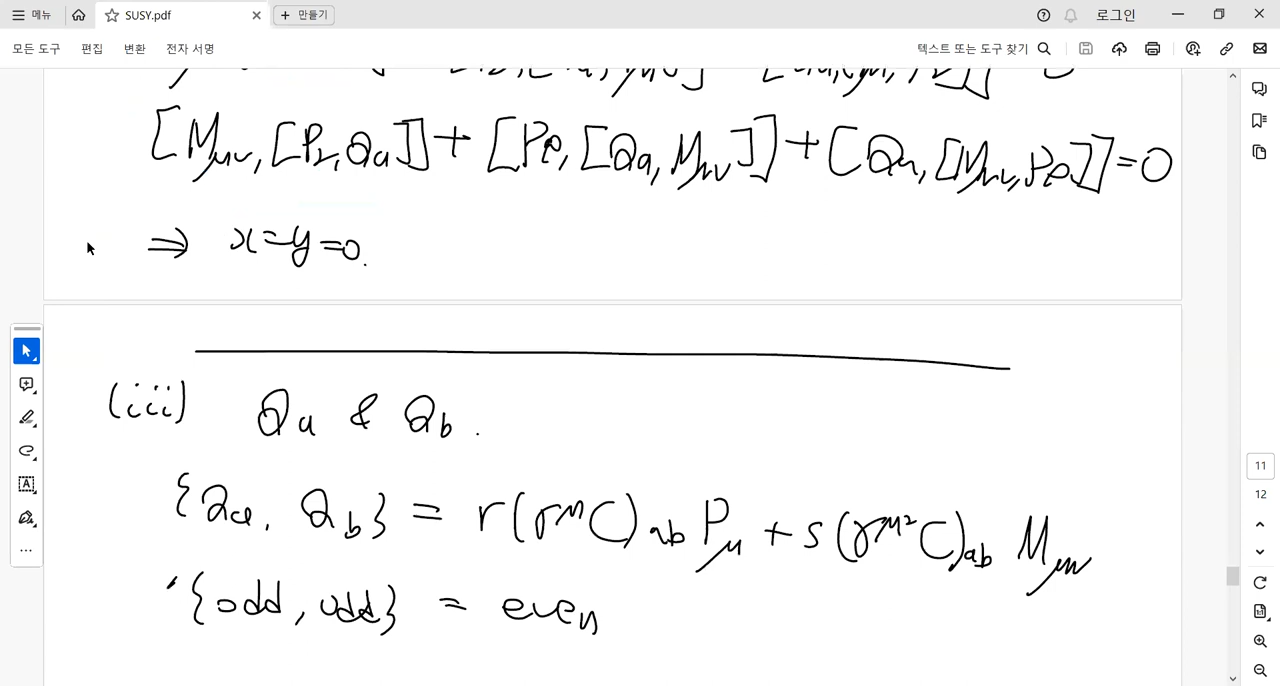 메뉴 SUSY.pdf 만들기 로그인
모든 도구 편집 변환 전자 서명 텍스트 또는 도구 찾기
[M_μν, [P_ρ, Q_a]] + [P_ρ, [Q_a, M_μν]] + [Q_a, [M_μν, P_ρ]] = 0
⇒ x = y = 0.
(iii) Q_a & Q_b.
{Q_a, Q_b} = r(γ^μ C)_ab P_μ + s(γ^μν C)_ab M_μν
{odd, odd} = even
11
12